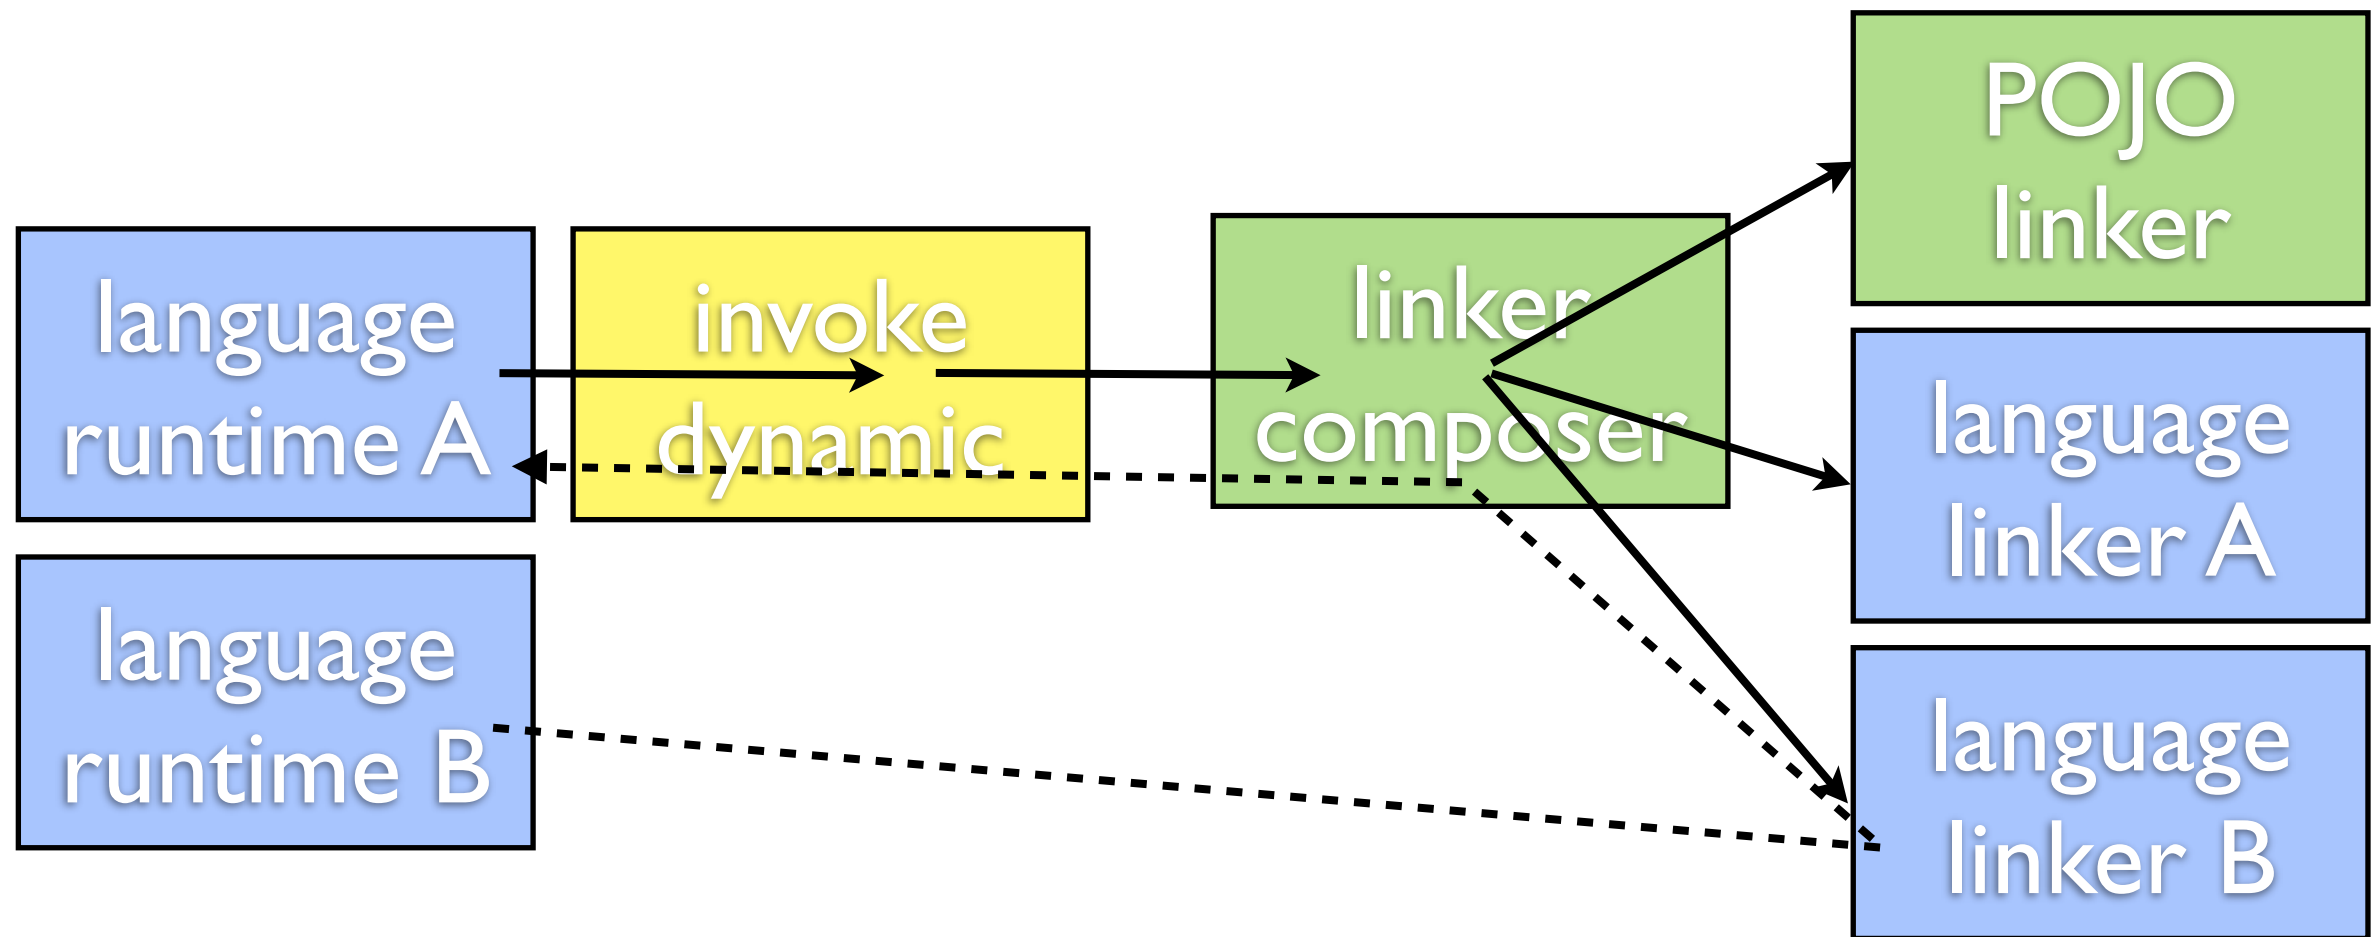 POJO
linker
language
runtime A
invoke
dynamic
linker
composer
language
linker A
language
runtime B
language
linker B